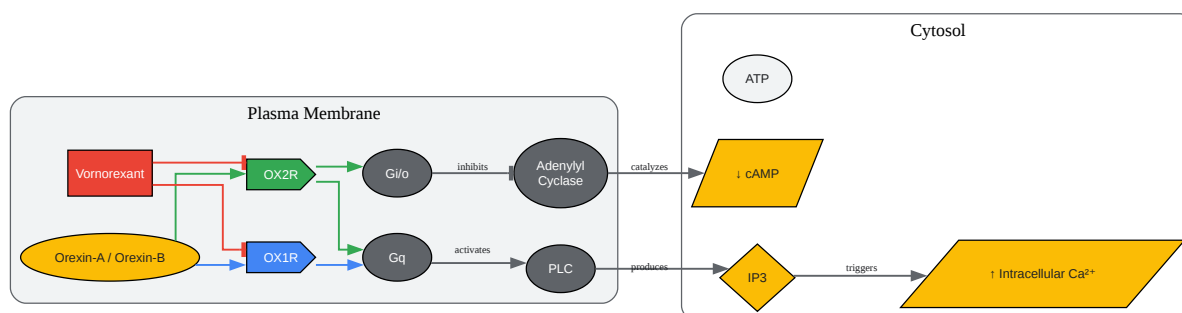 Cytosol
ATP
Plasma Membrane
Vornorexant
OX2R
Gi/o
inhibits
Adenylyl
Cyclase
catalyzes
↓ cAMP
Orexin-A / Orexin-B
OX1R
Gq
activates
PLC
produces
IP3
triggers
↑ Intracellular Ca²⁺